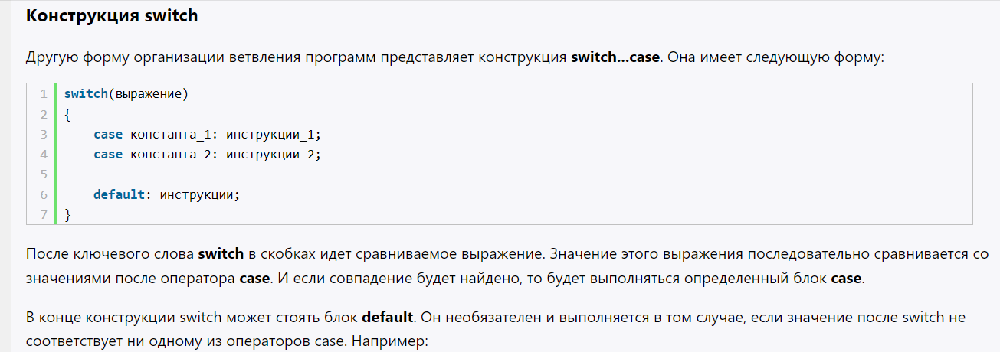 Конструкция switch
Другую форму организации ветвления программ представляет конструкция switch...case. Она имеет следующую форму:
1 switch(выражение)
2 {
3 case константа_1: инструкции_1;
4 case константа_2: инструкции_2;
5
6 default: инструкции;
7 }
После ключевого слова switch в скобках идет сравниваемое выражение. Значение этого выражения последовательно сравнивается со
значениями после оператора case. И если совпадение будет найдено, то будет выполняться определенный блок case.
В конце конструкции switch может стоять блок default. Он необязателен и выполняется в том случае, если значение после switch не
соответствует ни одному из операторов case. Например: